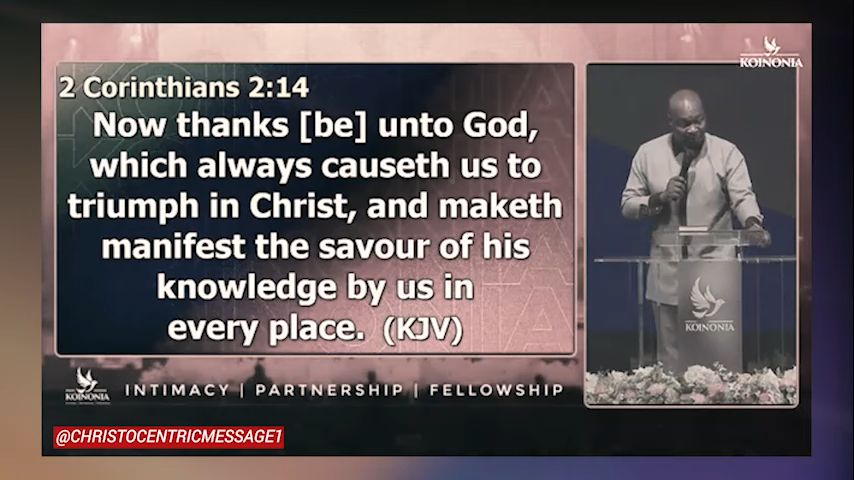 KOINONIA
2 Corinthians 2:14
Now thanks [be] unto God,
which always causeth us to
triumph in Christ, and maketh
manifest the savour of his
knowledge by us in
every place. (KJV)
KOINONIA
KOINONIA
INTIMACY | PARTNERSHIP | FELLOWSHIP
@CHRISTOCENTRICMESSAGE1